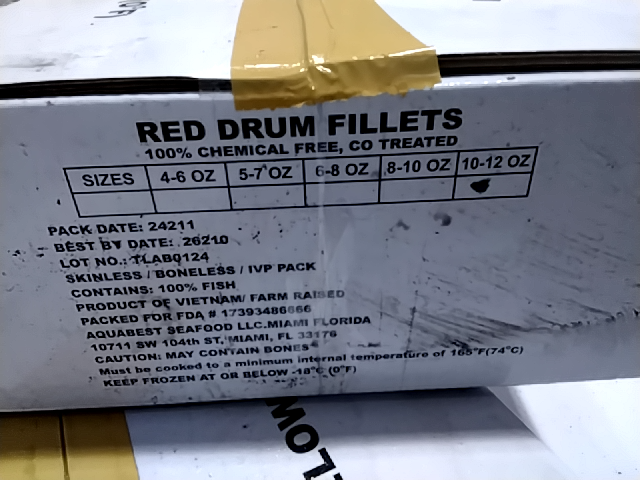 RED DRUM FILLETS
100% CHEMICAL FREE, CO TREATED
SIZES 4-6 OZ 5-7 OZ 6-8 OZ 8-10 OZ 10-12 OZ
PACK DATE: 24211
BEST BY DATE: 26210
LOT NO.: TLAB0124
SKINLESS / BONELESS / IVP PACK
CONTAINS: 100% FISH
PRODUCT OF VIETNAM/ FARM RAISED
PACKED FOR FDA # 17393486666
AQUABEST SEAFOOD LLC.MIAMI FLORIDA
10711 SW 104th ST, MIAMI, FL 33176
CAUTION: MAY CONTAIN BONES
Must be cooked to a minimum internal temperature of 165°F(74°C)
KEEP FROZEN AT OR BELOW -18°c (0°F)